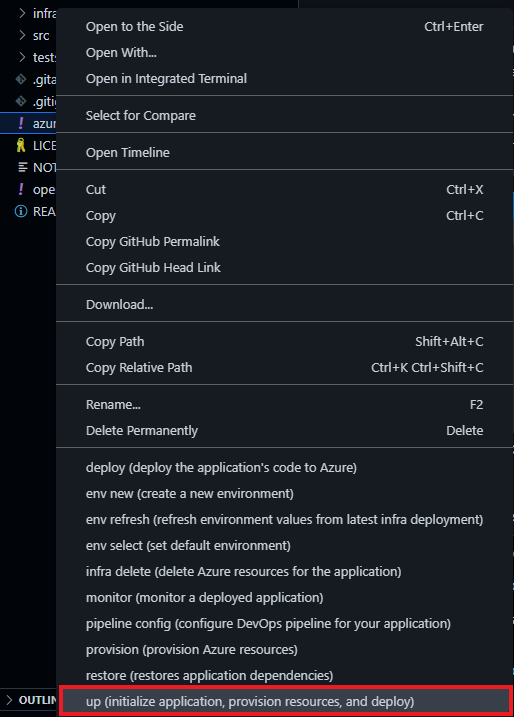 infra
src
tests
.gita
.gitig
azur
LICE
NOT
ope
REA
OUTLIN
Open to the Side Ctrl+Enter
Open With...
Open in Integrated Terminal
Select for Compare
Open Timeline
Cut Ctrl+X
Copy Ctrl+C
Copy GitHub Permalink
Copy GitHub Head Link
Download...
Copy Path Shift+Alt+C
Copy Relative Path Ctrl+K Ctrl+Shift+C
Rename... F2
Delete Permanently Delete
deploy (deploy the application's code to Azure)
env new (create a new environment)
env refresh (refresh environment values from latest infra deployment)
env select (set default environment)
infra delete (delete Azure resources for the application)
monitor (monitor a deployed application)
pipeline config (configure DevOps pipeline for your application)
provision (provision Azure resources)
restore (restores application dependencies)
up (initialize application, provision resources, and deploy)